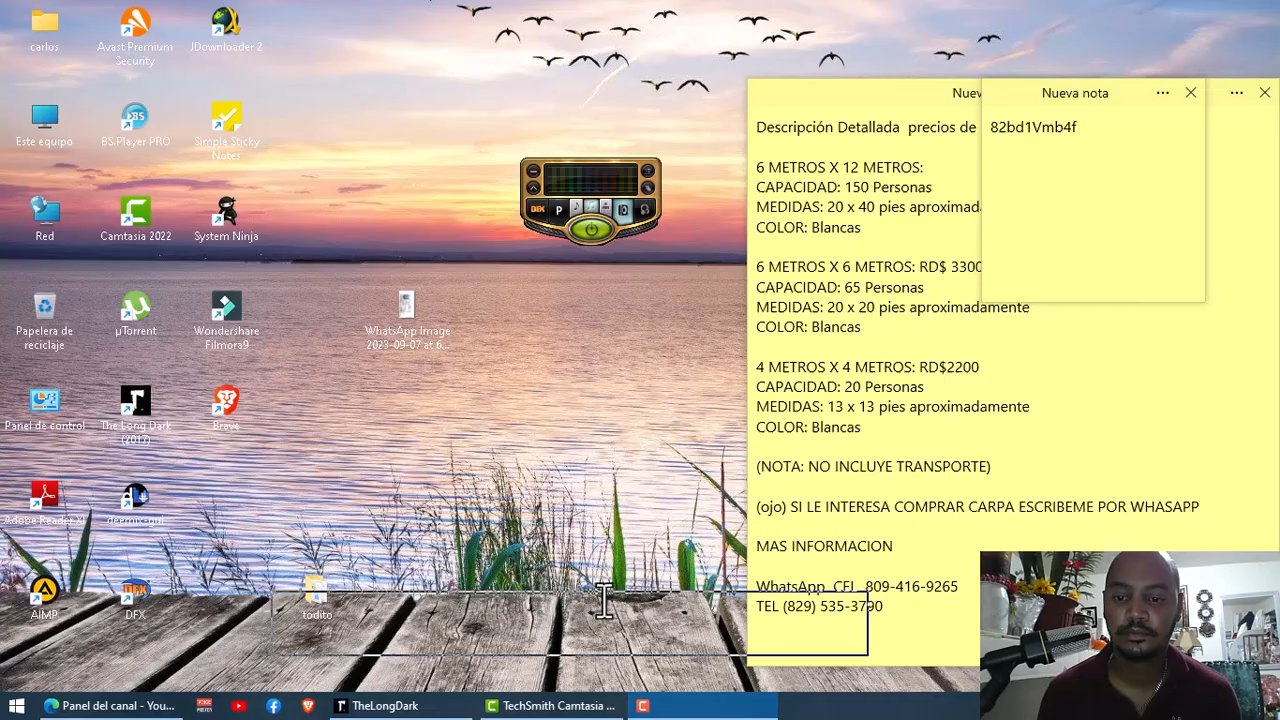 carlos
Avast Premium
Security
JDownloader 2
Este equipo
BS.Player PRO
Simple Sticky
Notes
Red
Camtasia 2022
System Ninja
Papelera de
reciclaje
µTorrent
Wondershare
Filmora9
WhatsApp Image
2023-09-07 at 6...
Panel de control
The Long Dark
(2017)
Brave
Adobe Reader XI
AIMP
DFX
todito
DFX
P
Nuev
Descripción Detallada precios de
6 METROS X 12 METROS:
CAPACIDAD: 150 Personas
MEDIDAS: 20 x 40 pies aproximad
COLOR: Blancas
6 METROS X 6 METROS: RD$ 3300
CAPACIDAD: 65 Personas
MEDIDAS: 20 x 20 pies aproximadamente
COLOR: Blancas
4 METROS X 4 METROS: RD$2200
CAPACIDAD: 20 Personas
MEDIDAS: 13 x 13 pies aproximadamente
COLOR: Blancas
(NOTA: NO INCLUYE TRANSPORTE)
(ojo) SI LE INTERESA COMPRAR CARPA ESCRIBEME POR WHASAPP
MAS INFORMACION
WhatsApp CEL 809-416-9265
TEL (829) 535-3790
Nueva nota
82bd1Vmb4f
Panel del canal - You...
TheLongDark
TechSmith Camtasia ...